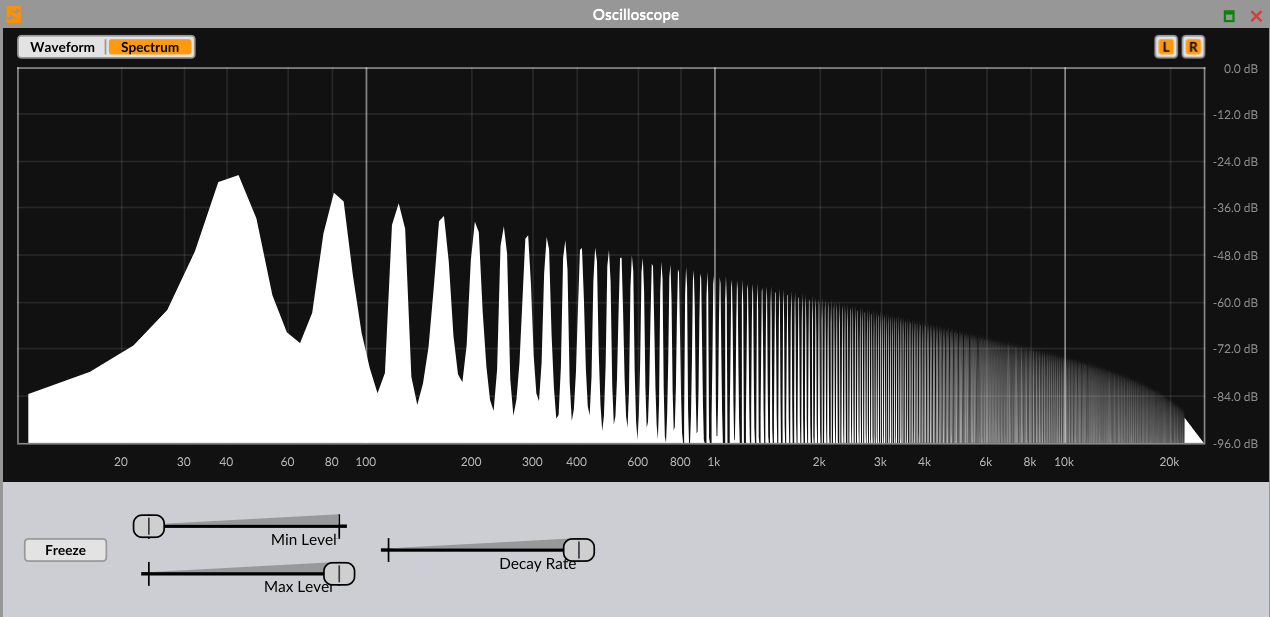 Oscilloscope
Waveform Spectrum L R
0.0 dB
-12.0 dB
-24.0 dB
-36.0 dB
-48.0 dB
-60.0 dB
-72.0 dB
-84.0 dB
-96.0 dB
20 30 40 60 80 100 200 300 400 600 800 1k 2k 3k 4k 6k 8k 10k 20k
Min Level
Freeze
Decay Rate
Max Level